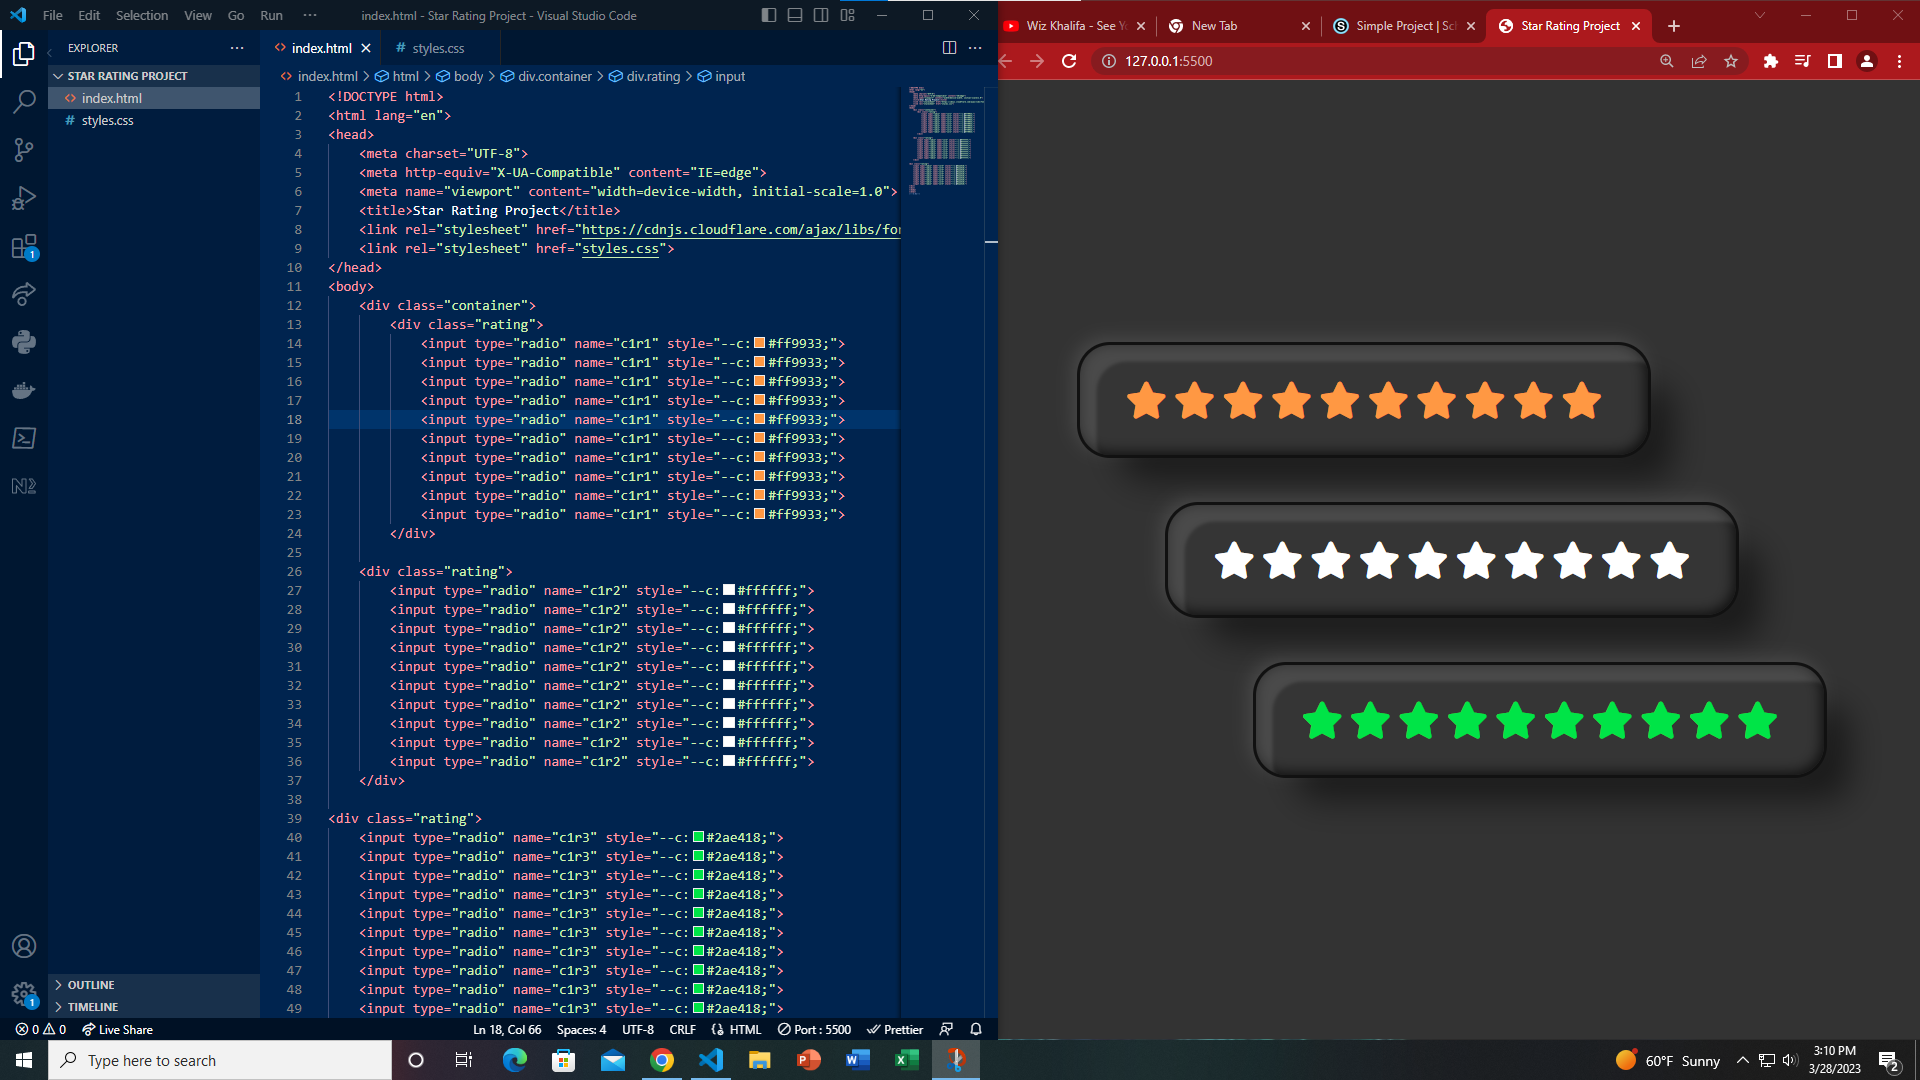 File Edit Selection View Go Run ··· index.html - Star Rating Project - Visual Studio Code
EXPLORER ···
STAR RATING PROJECT
index.html
styles.css
OUTLINE
TIMELINE
index.html styles.css
index.html > html > body > div.container > div.rating > input
1 <!DOCTYPE html>
2 <html lang="en">
3 <head>
4 <meta charset="UTF-8">
5 <meta http-equiv="X-UA-Compatible" content="IE=edge">
6 <meta name="viewport" content="width=device-width, initial-scale=1.0">
7 <title>Star Rating Project</title>
8 <link rel="stylesheet" href="https://cdnjs.cloudflare.com/ajax/libs/fo
9 <link rel="stylesheet" href="styles.css">
10 </head>
11 <body>
12 <div class="container">
13 <div class="rating">
14 <input type="radio" name="c1r1" style="--c:#ff9933;">
15 <input type="radio" name="c1r1" style="--c:#ff9933;">
16 <input type="radio" name="c1r1" style="--c:#ff9933;">
17 <input type="radio" name="c1r1" style="--c:#ff9933;">
18 <input type="radio" name="c1r1" style="--c:#ff9933;">
19 <input type="radio" name="c1r1" style="--c:#ff9933;">
20 <input type="radio" name="c1r1" style="--c:#ff9933;">
21 <input type="radio" name="c1r1" style="--c:#ff9933;">
22 <input type="radio" name="c1r1" style="--c:#ff9933;">
23 <input type="radio" name="c1r1" style="--c:#ff9933;">
24 </div>
25
26 <div class="rating">
27 <input type="radio" name="c1r2" style="--c:#ffffff;">
28 <input type="radio" name="c1r2" style="--c:#ffffff;">
29 <input type="radio" name="c1r2" style="--c:#ffffff;">
30 <input type="radio" name="c1r2" style="--c:#ffffff;">
31 <input type="radio" name="c1r2" style="--c:#ffffff;">
32 <input type="radio" name="c1r2" style="--c:#ffffff;">
33 <input type="radio" name="c1r2" style="--c:#ffffff;">
34 <input type="radio" name="c1r2" style="--c:#ffffff;">
35 <input type="radio" name="c1r2" style="--c:#ffffff;">
36 <input type="radio" name="c1r2" style="--c:#ffffff;">
37 </div>
38
39 <div class="rating">
40 <input type="radio" name="c1r3" style="--c:#2ae418;">
41 <input type="radio" name="c1r3" style="--c:#2ae418;">
42 <input type="radio" name="c1r3" style="--c:#2ae418;">
43 <input type="radio" name="c1r3" style="--c:#2ae418;">
44 <input type="radio" name="c1r3" style="--c:#2ae418;">
45 <input type="radio" name="c1r3" style="--c:#2ae418;">
46 <input type="radio" name="c1r3" style="--c:#2ae418;">
47 <input type="radio" name="c1r3" style="--c:#2ae418;">
48 <input type="radio" name="c1r3" style="--c:#2ae418;">
49 <input type="radio" name="c1r3" style="--c:#2ae418;">
0 0 Live Share Ln 18, Col 66 Spaces: 4 UTF-8 CRLF HTML Port : 5500 Prettier
Wiz Khalifa - See Yo New Tab Simple Project | Sc Star Rating Project
127.0.0.1:5500
Type here to search
60°F Sunny
3:10 PM
3/28/2023
2